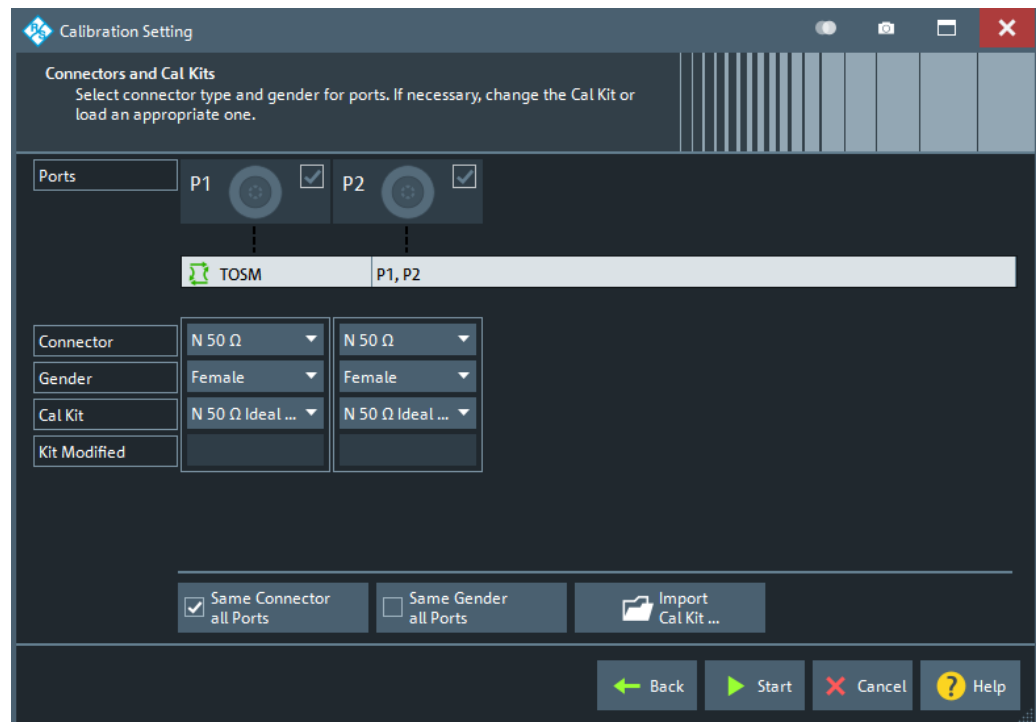 Calibration Setting
Connectors and Cal Kits
Select connector type and gender for ports. If necessary, change the Cal Kit or
load an appropriate one.
Ports
P1
P2
TOSM
P1, P2
Connector
N 50 Ω
N 50 Ω
Gender
Female
Female
Cal Kit
N 50 Ω Ideal ...
N 50 Ω Ideal ...
Kit Modified
Same Connector
all Ports
Same Gender
all Ports
Import
Cal Kit ...
Back
Start
Cancel
? Help